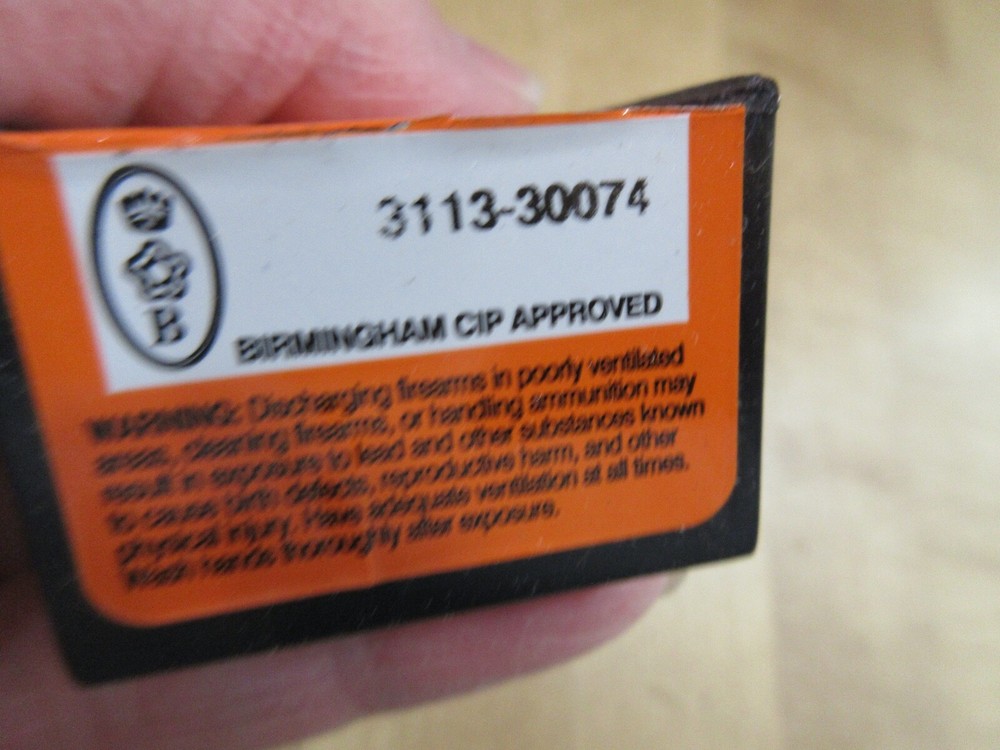 3113-30074
B
BIRMINGHAM CIP APPROVED
WARNING: Discharging firearms in poorly ventilated
areas, cleaning firearms, or handling ammunition may
result in exposure to lead and other substances known
to cause birth defects, reproductive harm, and other
physical injury. Have adequate ventilation at all times.
Wash hands thoroughly after exposure.